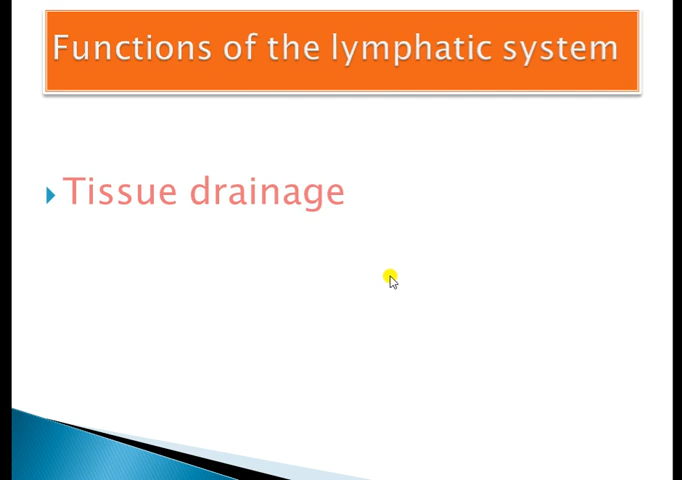 Functions of the lymphatic system
Tissue drainage